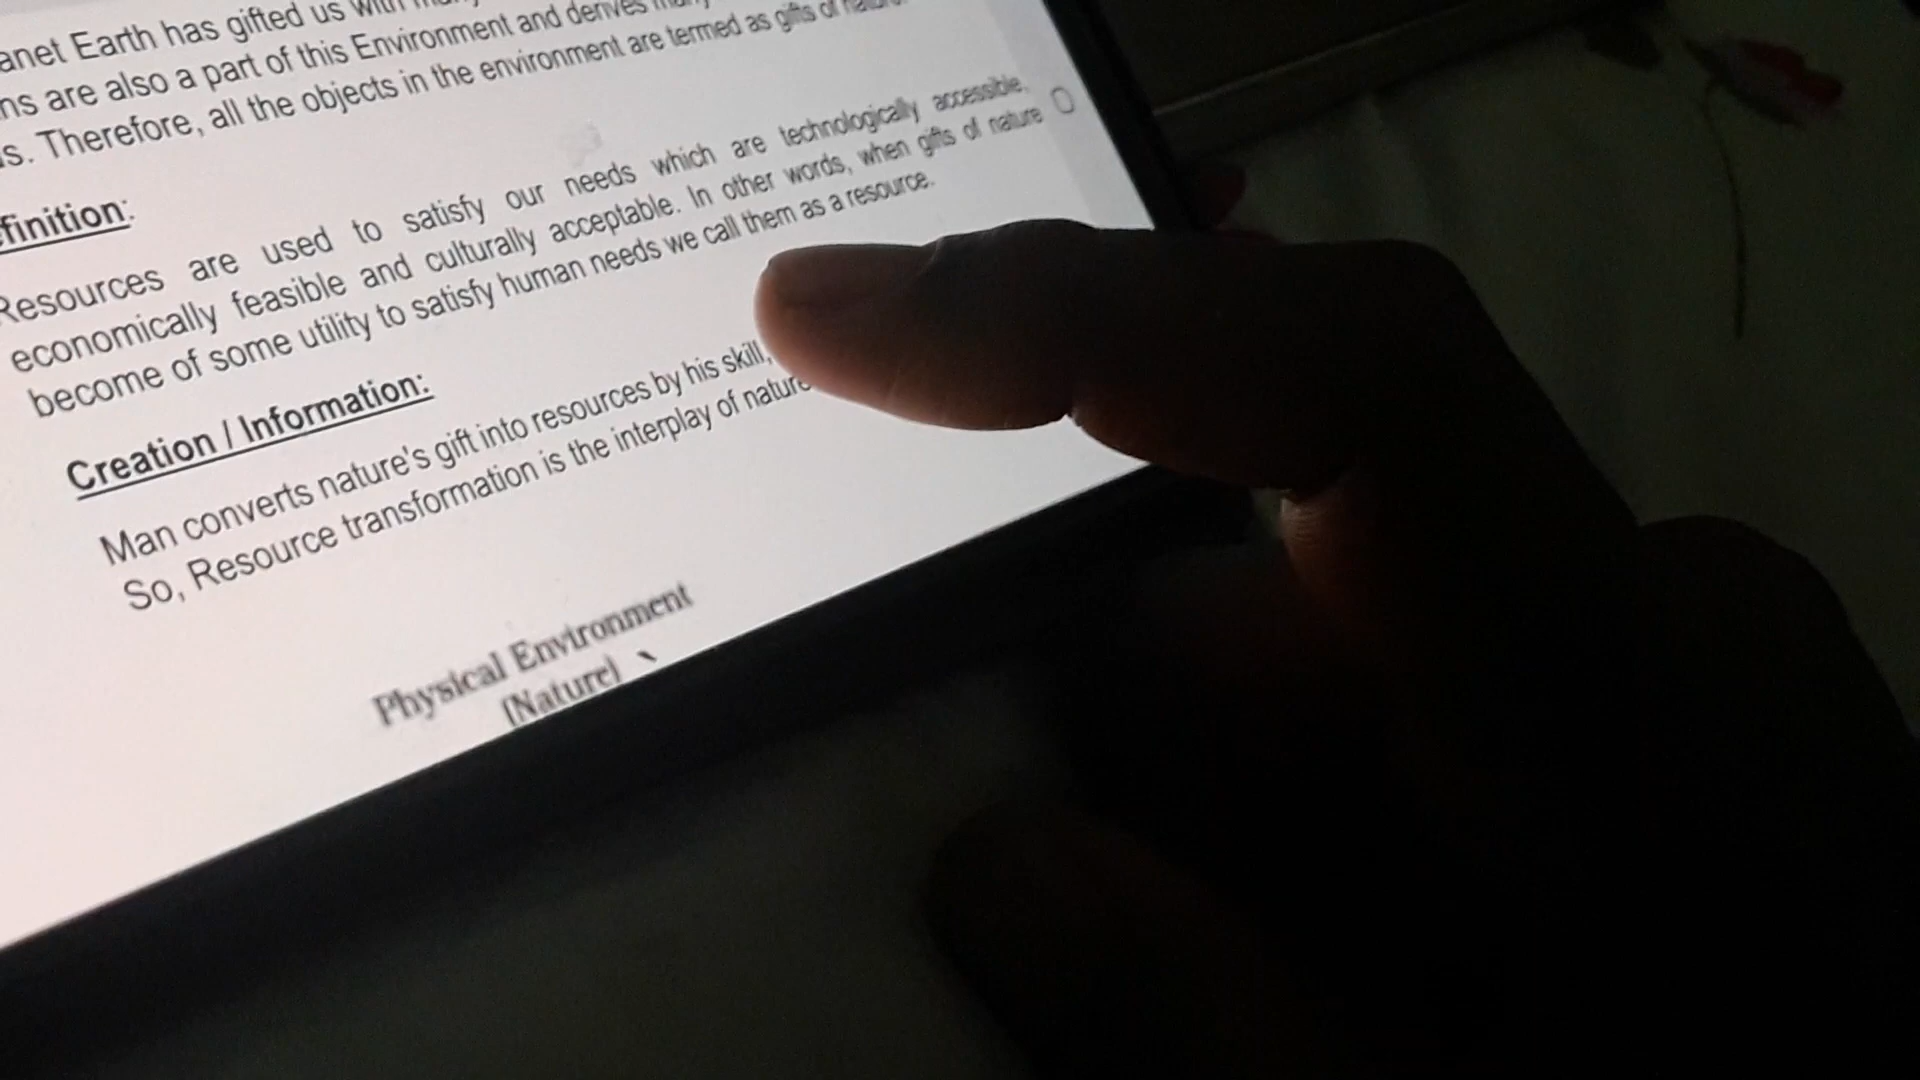 anet Earth has gifted us with
ns are also a part of this Environment and derives
s. Therefore, all the objects in the environment are termed as gifts of
finition:
Resources are used to satisfy our needs which are technologically accessible,
economically feasible and culturally acceptable. In other words, when gifts of nature
become of some utility to satisfy human needs we call them as a resource.
Creation / Information:
Man converts nature's gift into resources by his skill,
So, Resource transformation is the interplay of nature
Physical Environment
(Nature)